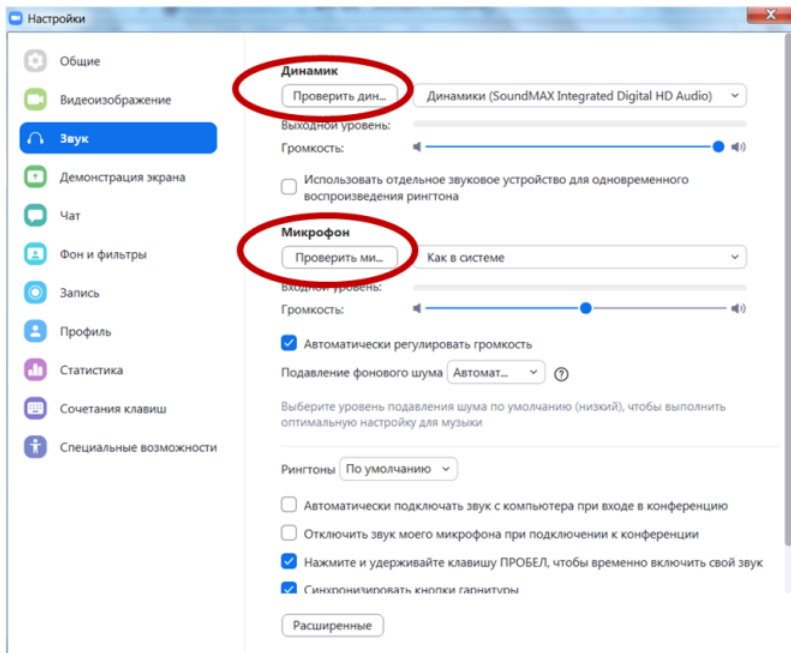 Настройки
Общие
Видеоизображение
Звук
Демонстрация экрана
Чат
Фон и фильтры
Запись
Профиль
Статистика
Сочетания клавиш
Специальные возможности
Динамик
Проверить дин... Динамики (SoundMAX Integrated Digital HD Audio)
Выходной уровень:
Громкость:
Использовать отдельное звуковое устройство для одновременного
воспроизведения рингтона
Микрофон
Проверить ми... Как в системе
Входной уровень:
Громкость:
Автоматически регулировать громкость
Подавление фонового шума Автомат...
Выберите уровень подавления шума по умолчанию (низкий), чтобы выполнить
оптимальную настройку для музыки
Рингтоны По умолчанию
Автоматически подключать звук с компьютера при входе в конференцию
Отключить звук моего микрофона при подключении к конференции
Нажмите и удерживайте клавишу ПРОБЕЛ, чтобы временно включить свой звук
Синхронизировать кнопки гарнитуры
Расширенные